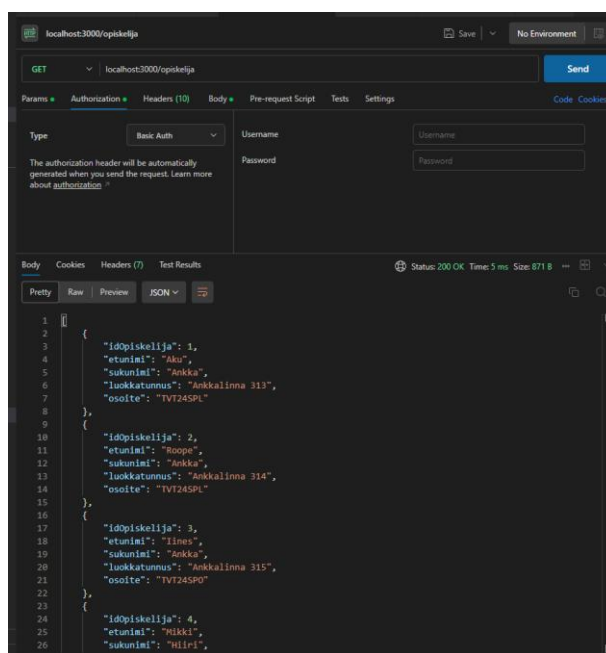 localhost:3000/opiskelija
Save
No Environment
GET localhost:3000/opiskelija Send
Params Authorization Headers (10) Body Pre-request Script Tests Settings Code Cookies
Type Basic Auth
The authorization header will be automatically
generated when you send the request. Learn more
about authorization ↗
Username Username
Password Password
Body Cookies Headers (7) Test Results Status: 200 OK Time: 5 ms Size: 871 B
Pretty Raw Preview JSON
1 [
2 {
3 "idOpiskelija": 1,
4 "etunimi": "Aku",
5 "sukunimi": "Ankka",
6 "luokkatunnus": "Ankkalinna 313",
7 "osoite": "TVT24SPL"
8 },
9 {
10 "idOpiskelija": 2,
11 "etunimi": "Roope",
12 "sukunimi": "Ankka",
13 "luokkatunnus": "Ankkalinna 314",
14 "osoite": "TVT24SPL"
15 },
16 {
17 "idOpiskelija": 3,
18 "etunimi": "Iines",
19 "sukunimi": "Ankka",
20 "luokkatunnus": "Ankkalinna 315",
21 "osoite": "TVT24SPO"
22 },
23 {
24 "idOpiskelija": 4,
25 "etunimi": "Mikki",
26 "sukunimi": "Hiiri",